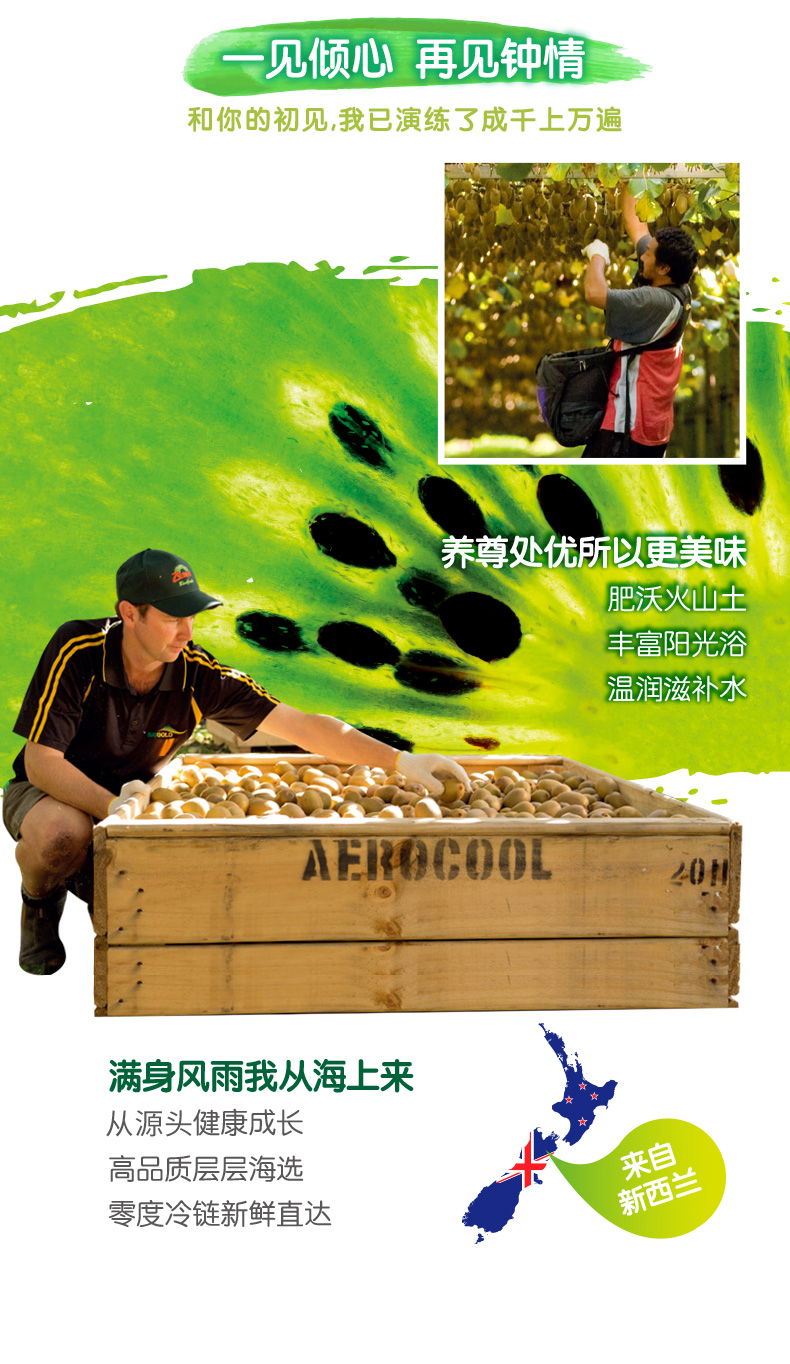 一见倾心 再见钟情
和你的初见,我已演练了成千上万遍
养尊处优所以更美味
肥沃火山土
丰富阳光浴
温润滋补水
AEROCOOL
2011
满身风雨我从海上来
从源头健康成长
高品质层层海选
零度冷链新鲜直达
来自
新西兰